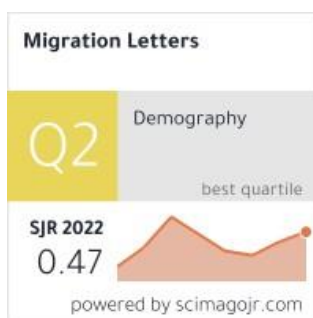 Migration Letters
Q2
Demography
best quartile
SJR 2022
0.47
powered by scimagojr.com